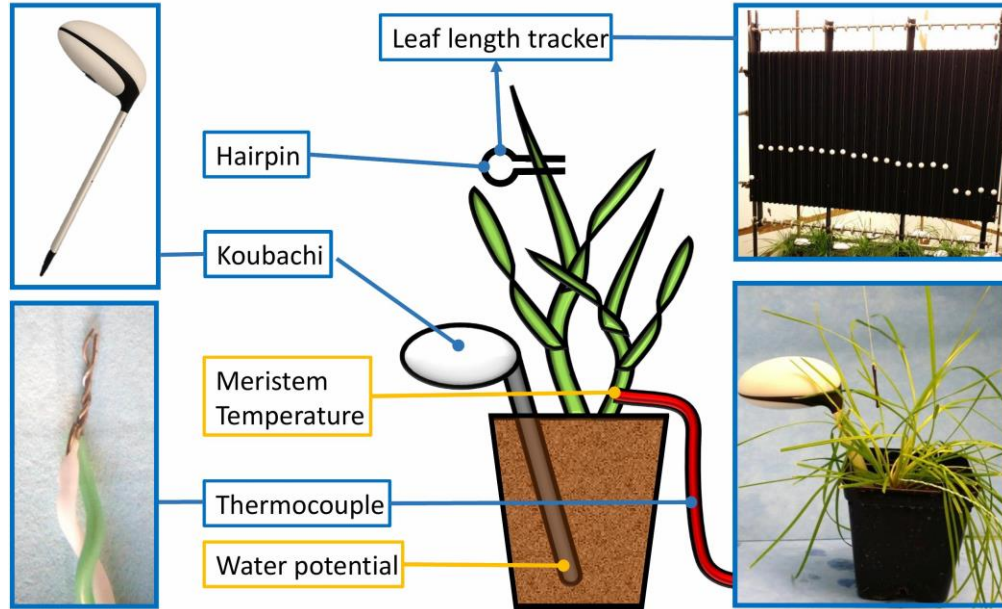 Leaf length tracker
Hairpin
Koubachi
Meristem
Temperature
Thermocouple
Water potential